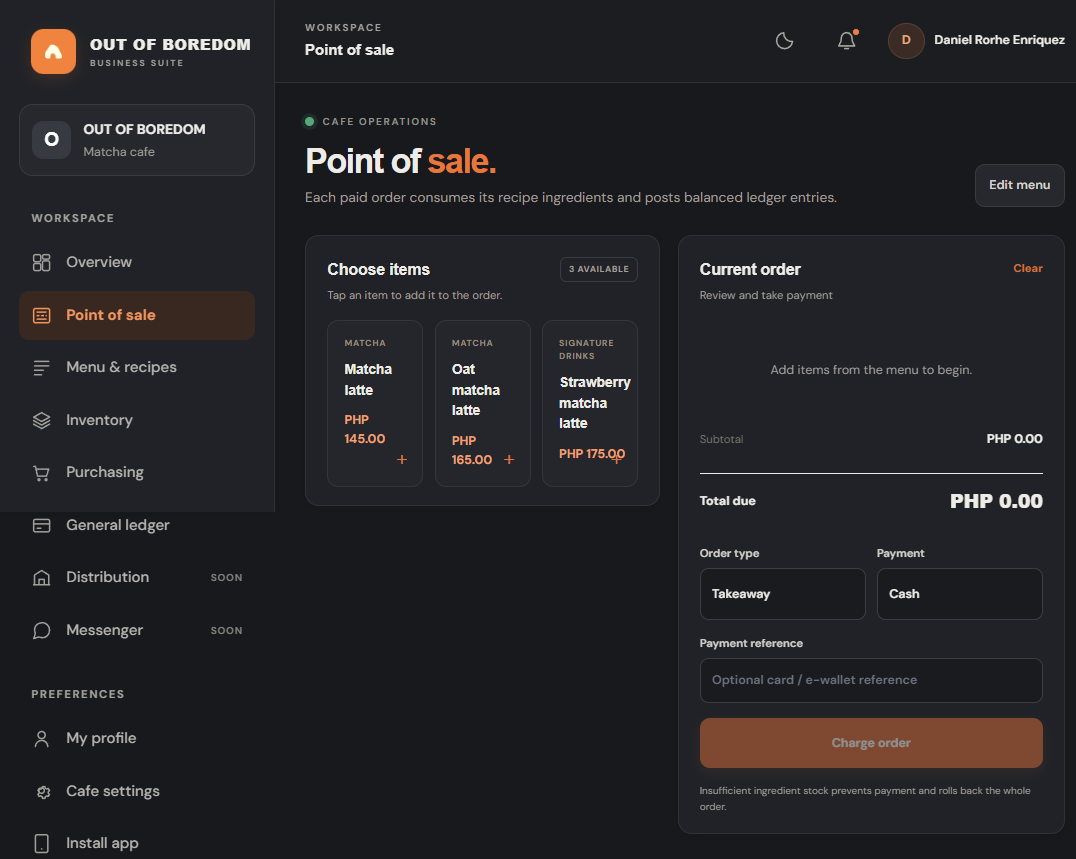 OUT OF BOREDOM
BUSINESS SUITE
O
OUT OF BOREDOM
Matcha cafe
WORKSPACE
Overview
Point of sale
Menu & recipes
Inventory
Purchasing
General ledger
Distribution SOON
Messenger SOON
PREFERENCES
My profile
Cafe settings
Install app
WORKSPACE
Point of sale
D
Daniel Rorhe Enriquez
CAFE OPERATIONS
Point of sale.
Each paid order consumes its recipe ingredients and posts balanced ledger entries.
Edit menu
Choose items
3 AVAILABLE
Tap an item to add it to the order.
MATCHA
Matcha
latte
PHP
145.00
+
MATCHA
Oat
matcha
latte
PHP
165.00 +
SIGNATURE
DRINKS
Strawberry
matcha
latte
PHP 175.00
+
Current order
Clear
Review and take payment
Add items from the menu to begin.
Subtotal PHP 0.00
Total due PHP 0.00
Order type
Takeaway
Payment
Cash
Payment reference
Optional card / e-wallet reference
Charge order
Insufficient ingredient stock prevents payment and rolls back the whole
order.